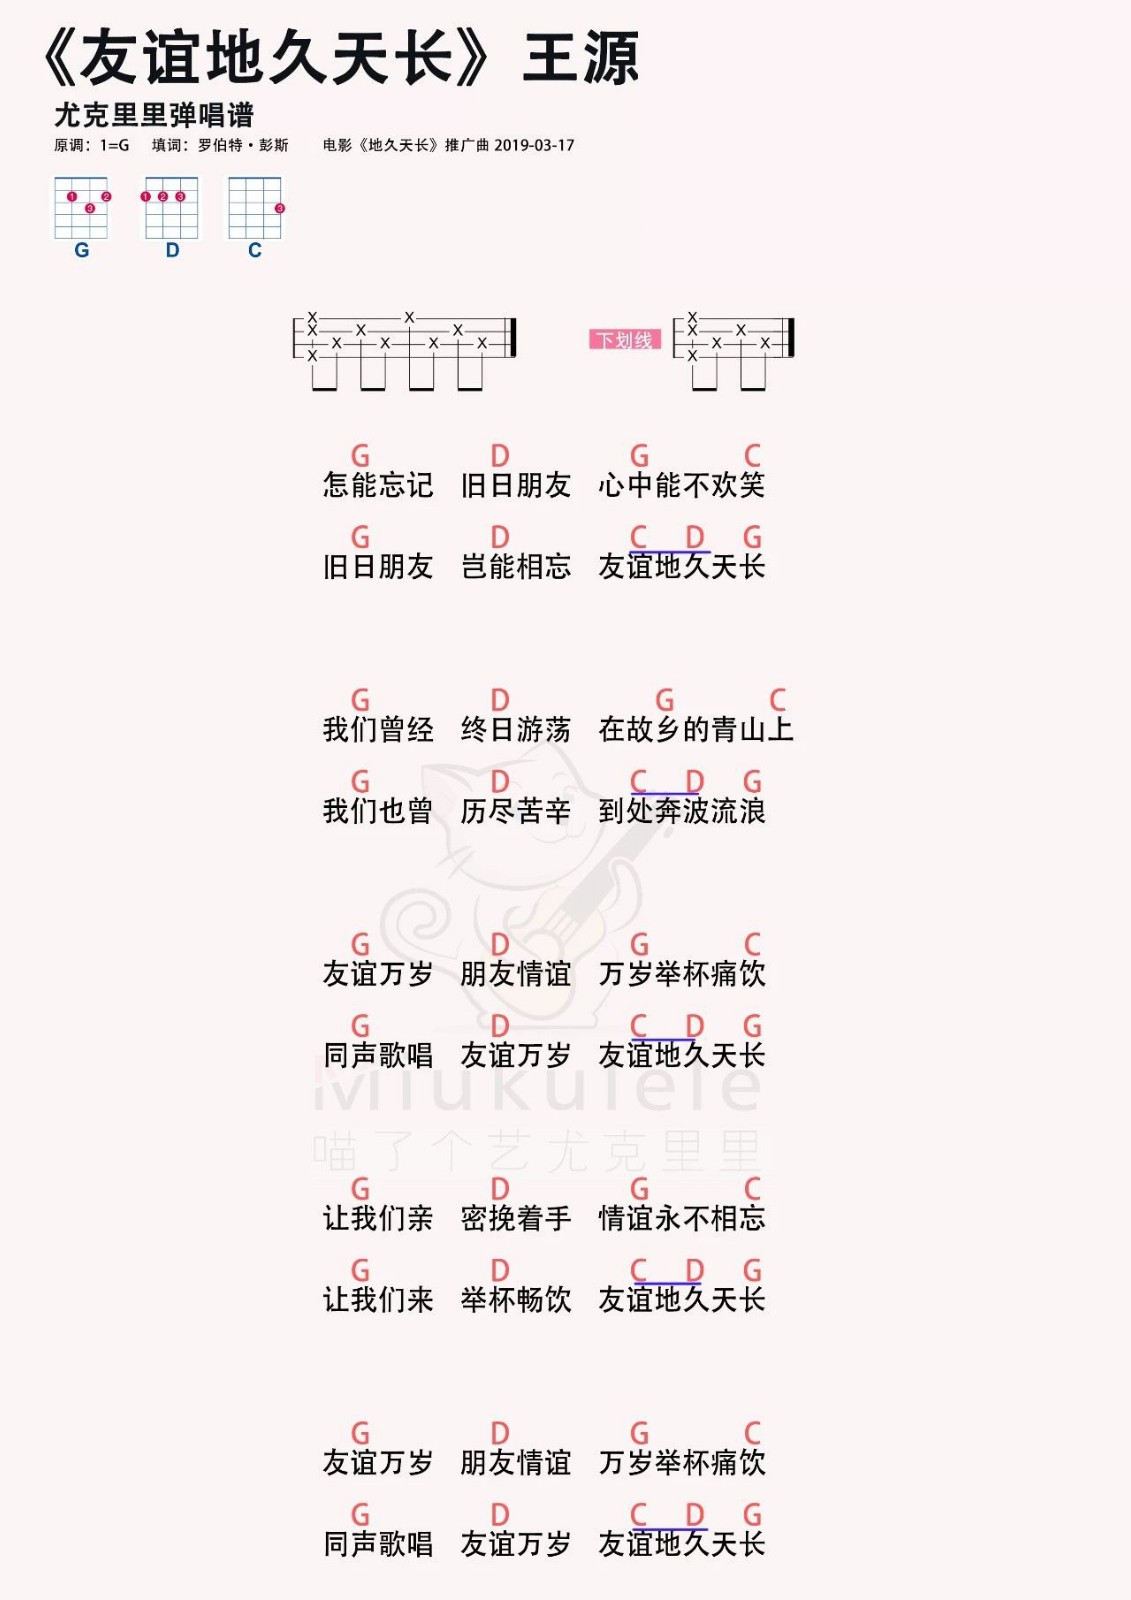 《友谊地久天长》王源
尤克里里弹唱谱
原调：1=G 填词：罗伯特·彭斯 电影《地久天长》推广曲 2019-03-17
1 2 3 1 2 3 3
G D C
下划线
G D G C
怎能忘记 旧日朋友 心中能不欢笑
G D C D G
旧日朋友 岂能相忘 友谊地久天长
G D G C
我们曾经 终日游荡 在故乡的青山上
G D C D G
我们也曾 历尽苦辛 到处奔波流浪
G D G C
友谊万岁 朋友情谊 万岁举杯痛饮
G D C D G
同声歌唱 友谊万岁 友谊地久天长
Miukulele
喵了个艺尤克里里
G D G C
让我们亲 密挽着手 情谊永不相忘
G D C D G
让我们来 举杯畅饮 友谊地久天长
G D G C
友谊万岁 朋友情谊 万岁举杯痛饮
G D C D G
同声歌唱 友谊万岁 友谊地久天长